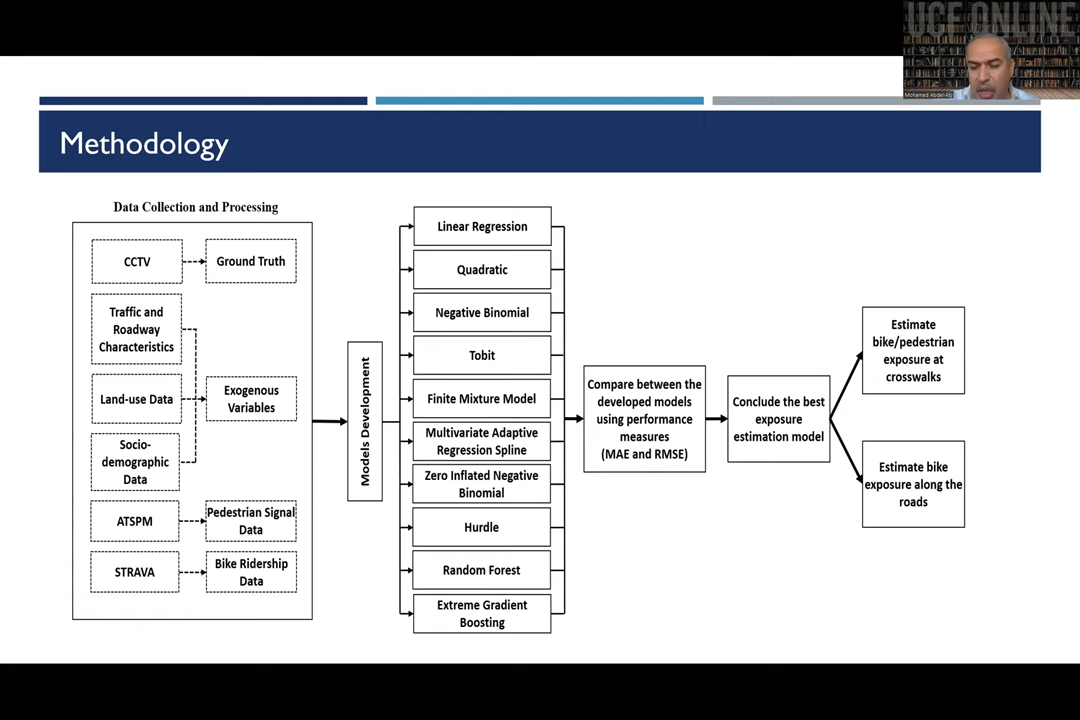 UCF ONLINE
Mohamed Abdel-Aty
Methodology
Data Collection and Processing
CCTV
Ground Truth
Traffic and
Roadway
Characteristics
Land-use Data
Exogenous
Variables
Socio-
demographic
Data
ATSPM
Pedestrian Signal
Data
STRAVA
Bike Ridership
Data
Models Development
Linear Regression
Quadratic
Negative Binomial
Tobit
Finite Mixture Model
Multivariate Adaptive
Regression Spline
Zero Inflated Negative
Binomial
Hurdle
Random Forest
Extreme Gradient
Boosting
Compare between the
developed models
using performance
measures
(MAE and RMSE)
Conclude the best
exposure
estimation model
Estimate
bike/pedestrian
exposure at
crosswalks
Estimate bike
exposure along the
roads